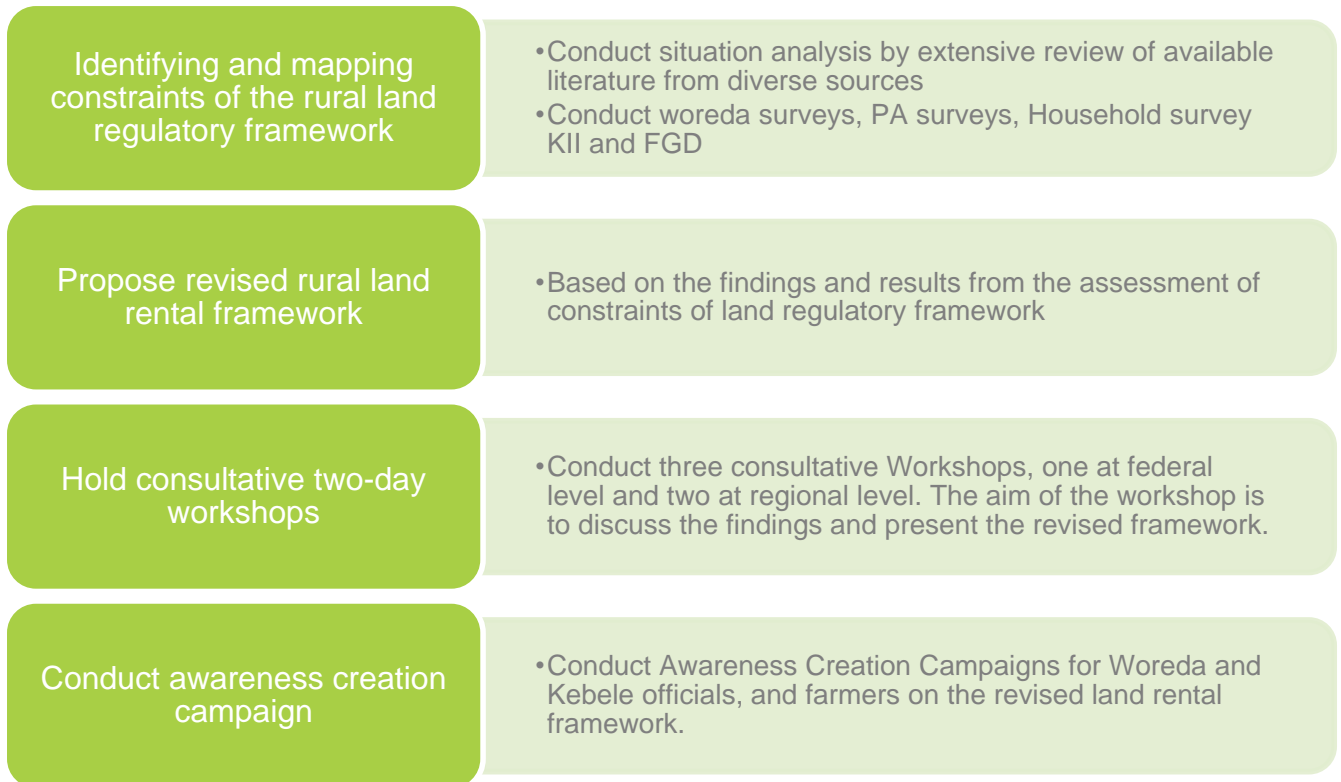 Identifying and mapping
constraints of the rural land
regulatory framework
•Conduct situation analysis by extensive review of available
literature from diverse sources
•Conduct woreda surveys, PA surveys, Household survey
KII and FGD
Propose revised rural land
rental framework
•Based on the findings and results from the assessment of
constraints of land regulatory framework
Hold consultative two-day
workshops
•Conduct three consultative Workshops, one at federal
level and two at regional level. The aim of the workshop is
to discuss the findings and present the revised framework.
Conduct awareness creation
campaign
•Conduct Awareness Creation Campaigns for Woreda and
Kebele officials, and farmers on the revised land rental
framework.